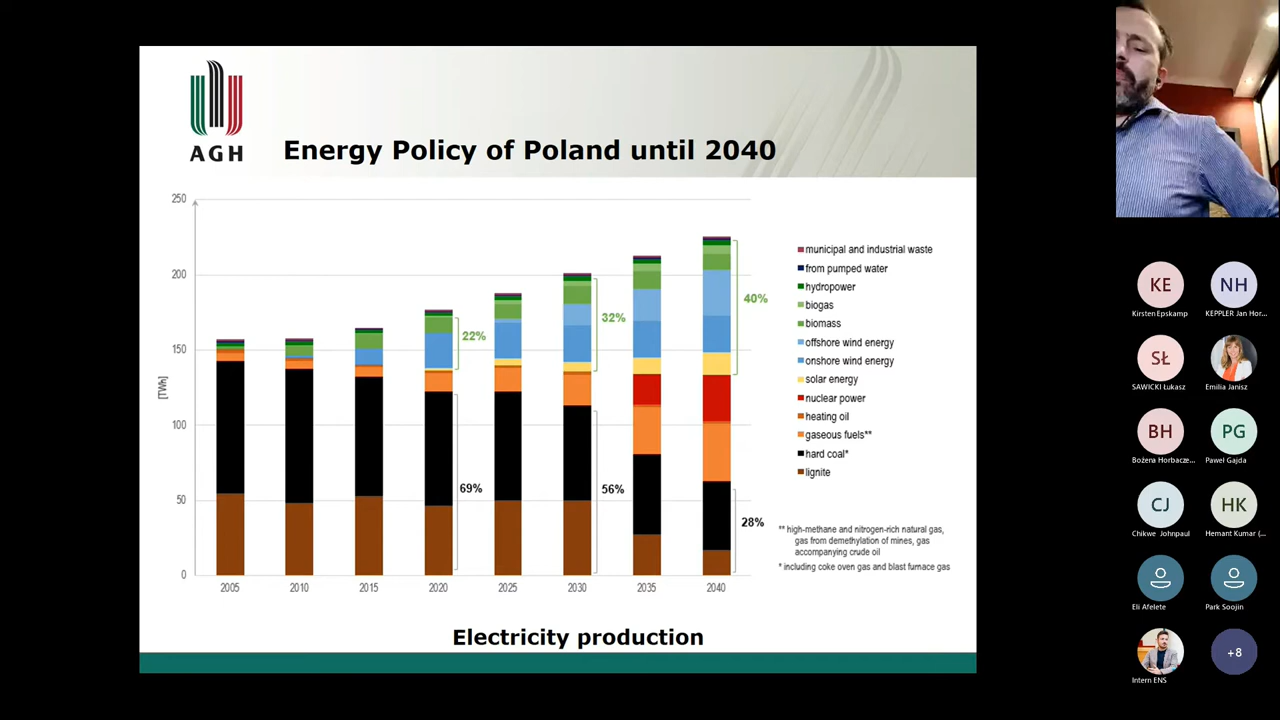 AGH
Energy Policy of Poland until 2040
250
200
150
100
50
0
[TWh]
2005
2010
2015
2020
2025
2030
2035
2040
22%
32%
40%
69%
56%
28%
municipal and industrial waste
from pumped water
hydropower
biogas
biomass
offshore wind energy
onshore wind energy
solar energy
nuclear power
heating oil
gaseous fuels**
hard coal*
lignite
** high-methane and nitrogen-rich natural gas,
gas from demethylation of mines, gas
accompanying crude oil
* including coke oven gas and blast furnace gas
Electricity production
KE
Kirsten Epskamp
NH
KEPPLER Jan Hor...
SŁ
SAWICKI Łukasz
Emilia Janisz
BH
Bożena Horbacze...
PG
Paweł Gajda
CJ
Chikwe Johnpaul
HK
Hemant Kumar (...
Eli Afelete
Park Soojin
Intern ENS
+8